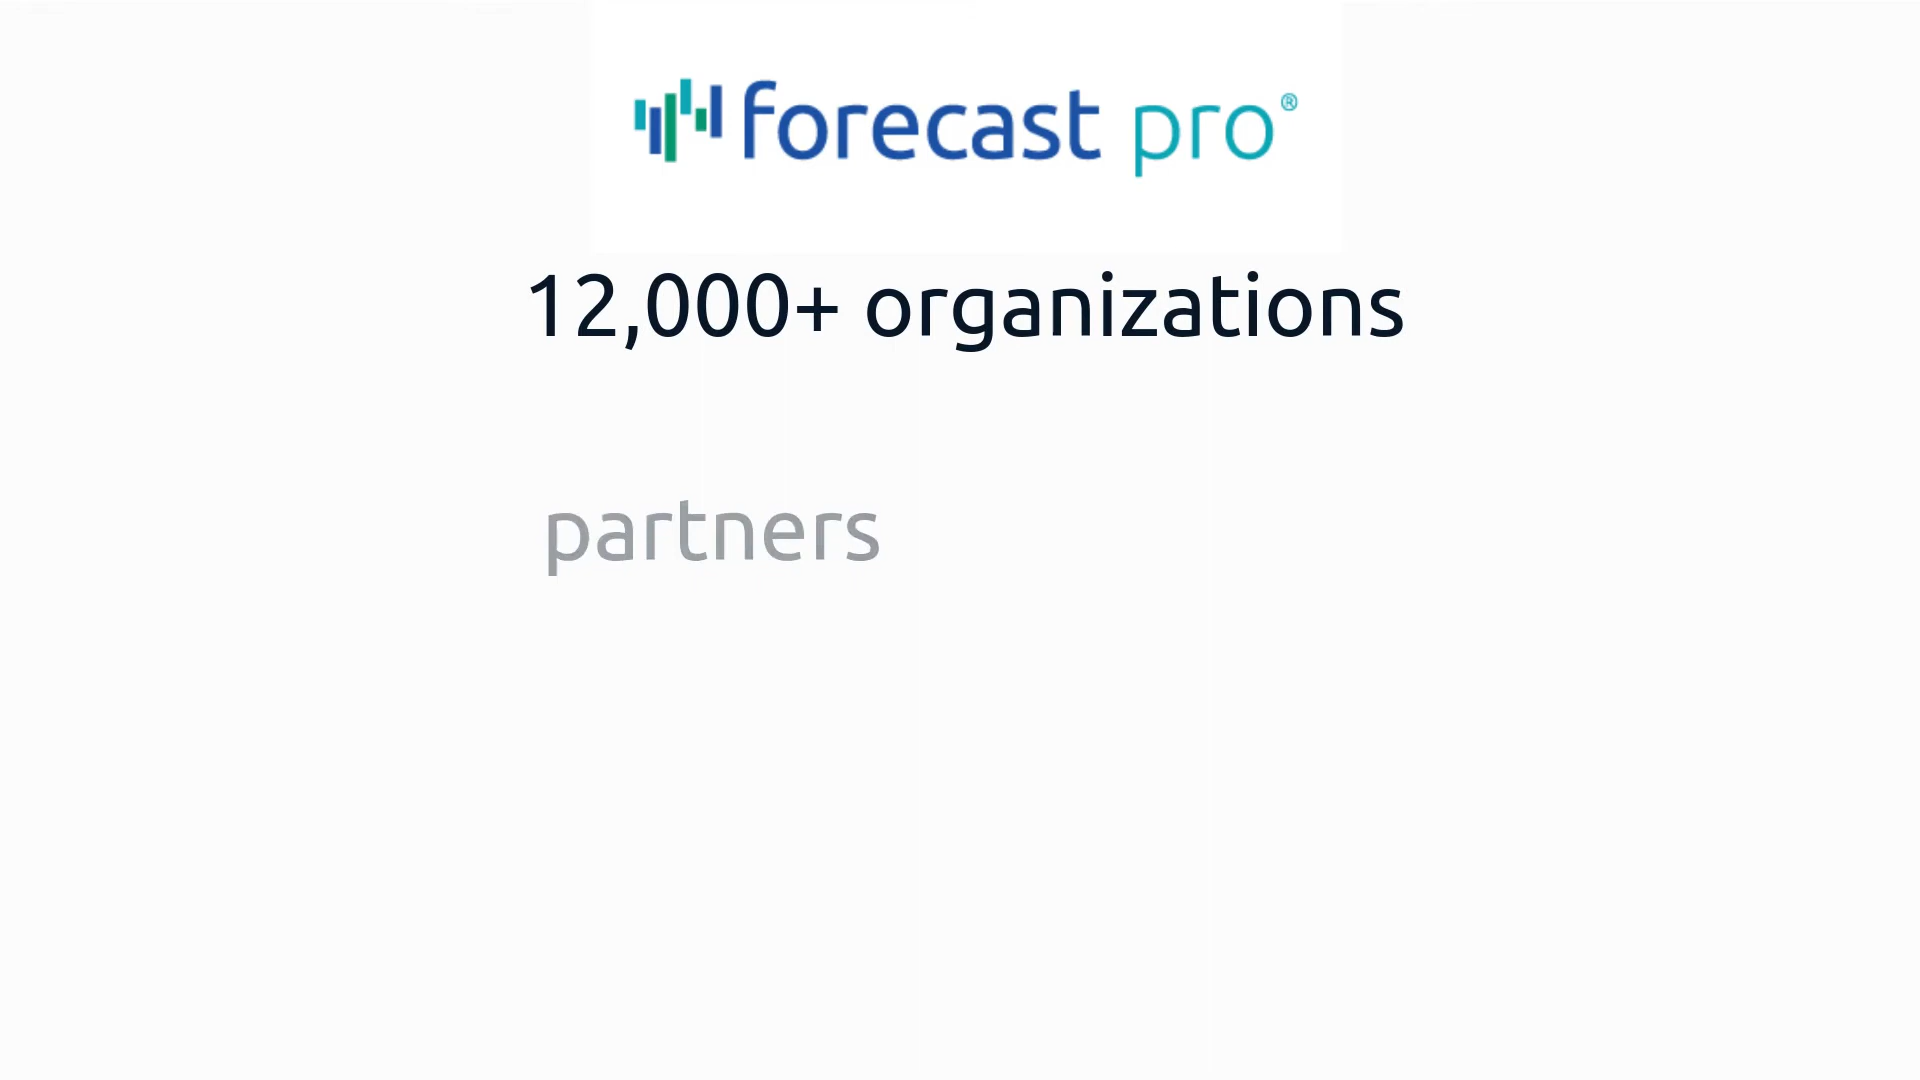 forecast pro®
12,000+ organizations
partners